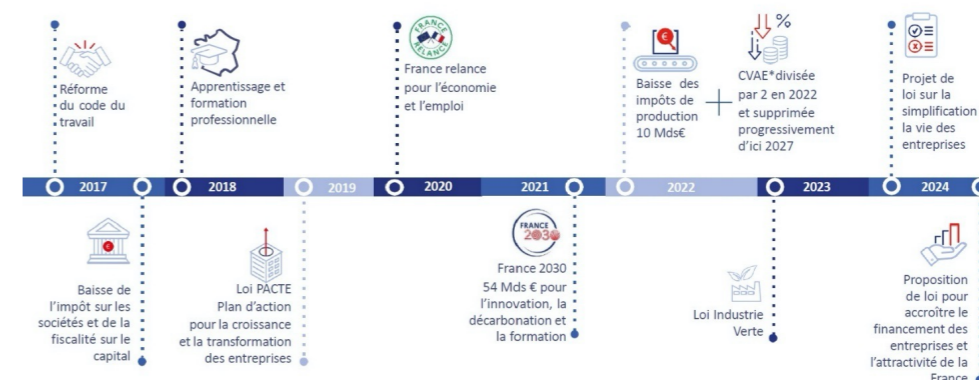 Réforme
du code du
travail
Apprentissage et
formation
professionnelle
FRANCE
RELANCE
France relance
pour l'économie
et l'emploi
€
Baisse des
impôts de
production
10 Mds€
+
%
CVAE*divisée
par 2 en 2022
et supprimée
progressivement
d'ici 2027
Projet de
loi sur la
simplification
la vie des
entreprises
2017
2018
2019
2020
2021
2022
2023
2024
€
Baisse de
l'impôt sur les
sociétés et de la
fiscalité sur le
capital
Loi PACTE
Plan d'action
pour la croissance
et la transformation
des entreprises
FRANCE
2030
France 2030
54 Mds € pour
l'innovation, la
décarbonation et
la formation
Loi Industrie
Verte
Proposition
de loi pour
accroître le
financement des
entreprises et
l'attractivité de la
France